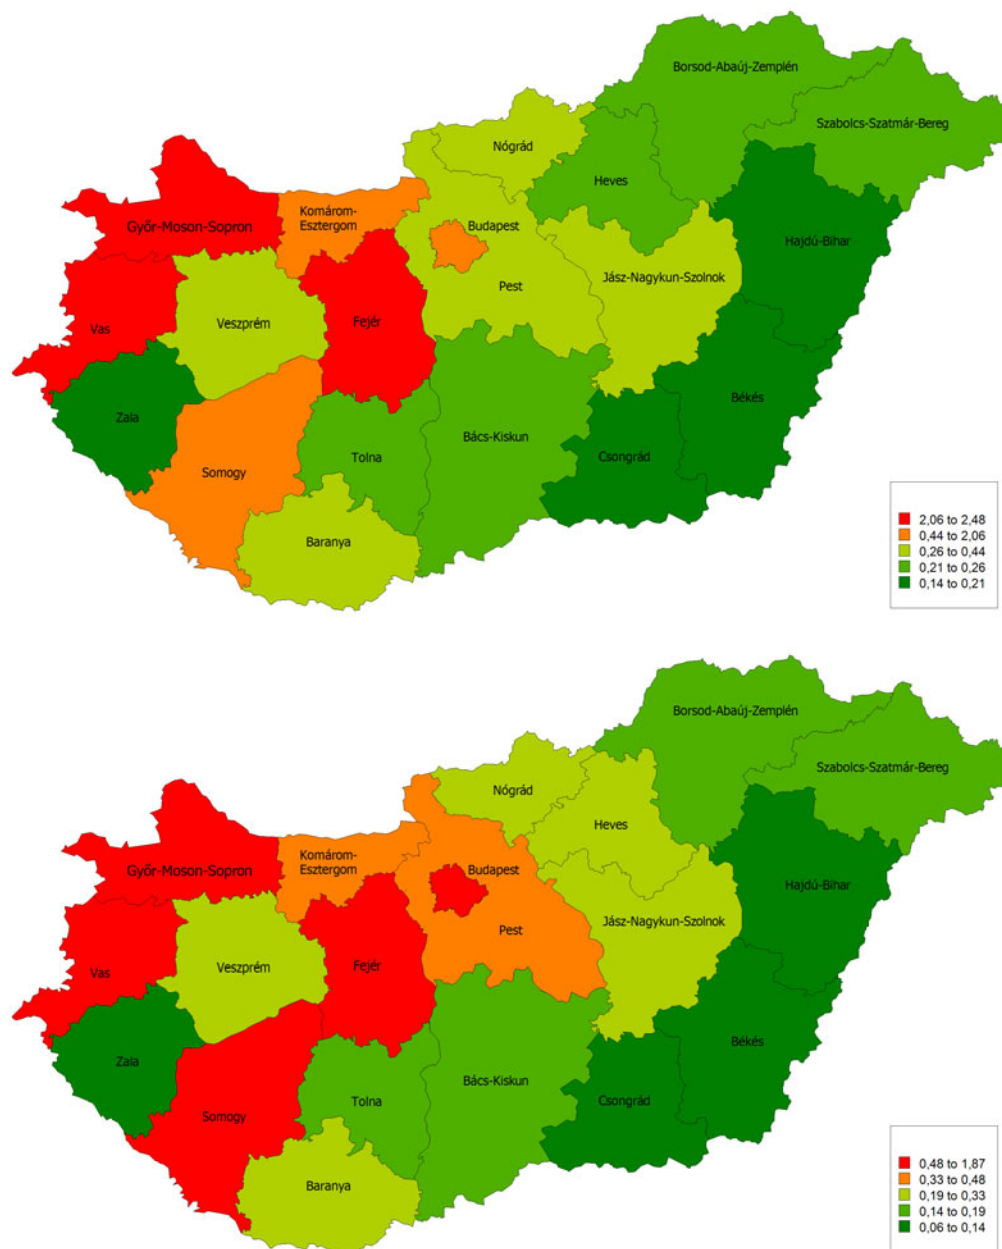 Borsod-Abaúj-Zemplén
Szabolcs-Szatmár-Bereg
Nógrád
Heves
Komárom-
Esztergom
Győr-Moson-Sopron
Budapest
Hajdú-Bihar
Jász-Nagykun-Szolnok
Pest
Vas
Veszprém
Fejér
Békés
Zala
Bács-Kiskun
Csongrád
Tolna
Somogy
Baranya
2,06 to 2,48
0,44 to 2,06
0,26 to 0,44
0,21 to 0,26
0,14 to 0,21
Borsod-Abaúj-Zemplén
Szabolcs-Szatmár-Bereg
Nógrád
Heves
Komárom-
Esztergom
Győr-Moson-Sopron
Budapest
Hajdú-Bihar
Jász-Nagykun-Szolnok
Pest
Vas
Veszprém
Fejér
Békés
Zala
Bács-Kiskun
Csongrád
Tolna
Somogy
Baranya
0,48 to 1,87
0,33 to 0,48
0,19 to 0,33
0,14 to 0,19
0,06 to 0,14